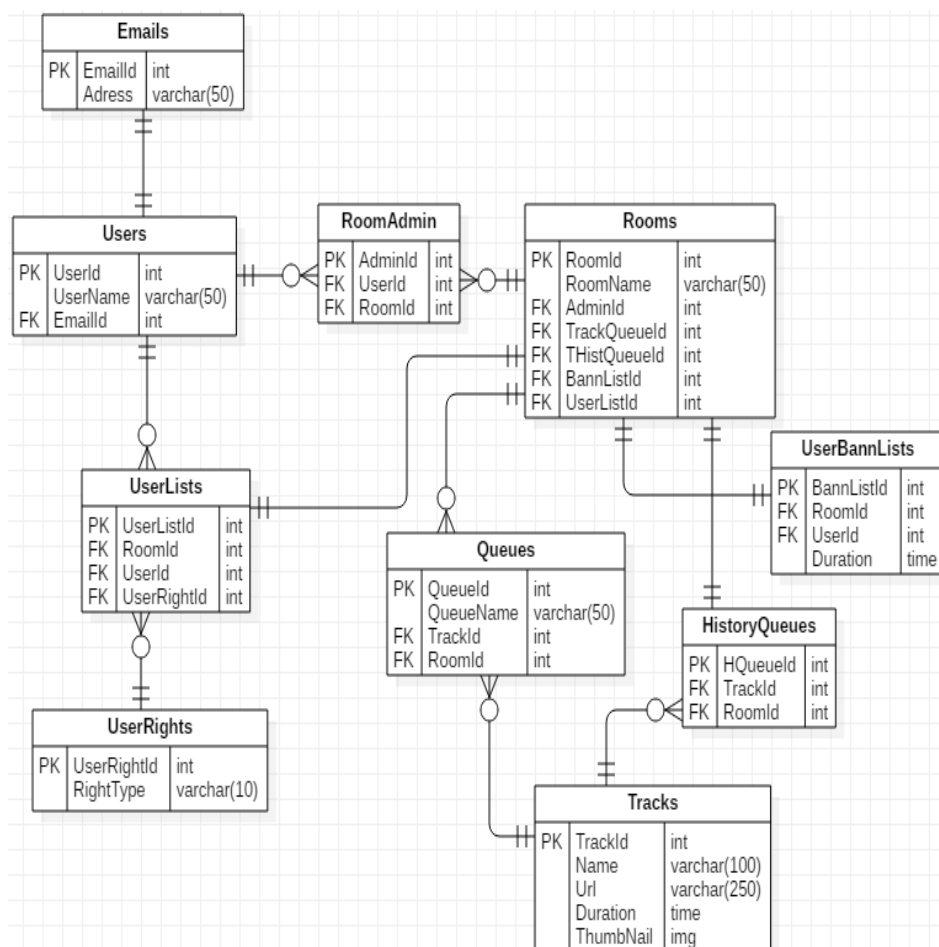 Emails
PK EmailId int
Adress varchar(50)
Users
PK UserId int
UserName varchar(50)
FK EmailId int
RoomAdmin
PK AdminId int
FK UserId int
FK RoomId int
Rooms
PK RoomId int
RoomName varchar(50)
FK AdminId int
FK TrackQueueId int
FK THistQueueId int
FK BannListId int
FK UserListId int
UserBannLists
PK BannListId int
FK RoomId int
FK UserId int
Duration time
UserLists
PK UserListId int
FK RoomId int
FK UserId int
FK UserRightId int
Queues
PK QueueId int
QueueName varchar(50)
FK TrackId int
FK RoomId int
HistoryQueues
PK HQueueId int
FK TrackId int
FK RoomId int
UserRights
PK UserRightId int
RightType varchar(10)
Tracks
PK TrackId int
Name varchar(100)
Url varchar(250)
Duration time
ThumbNail img